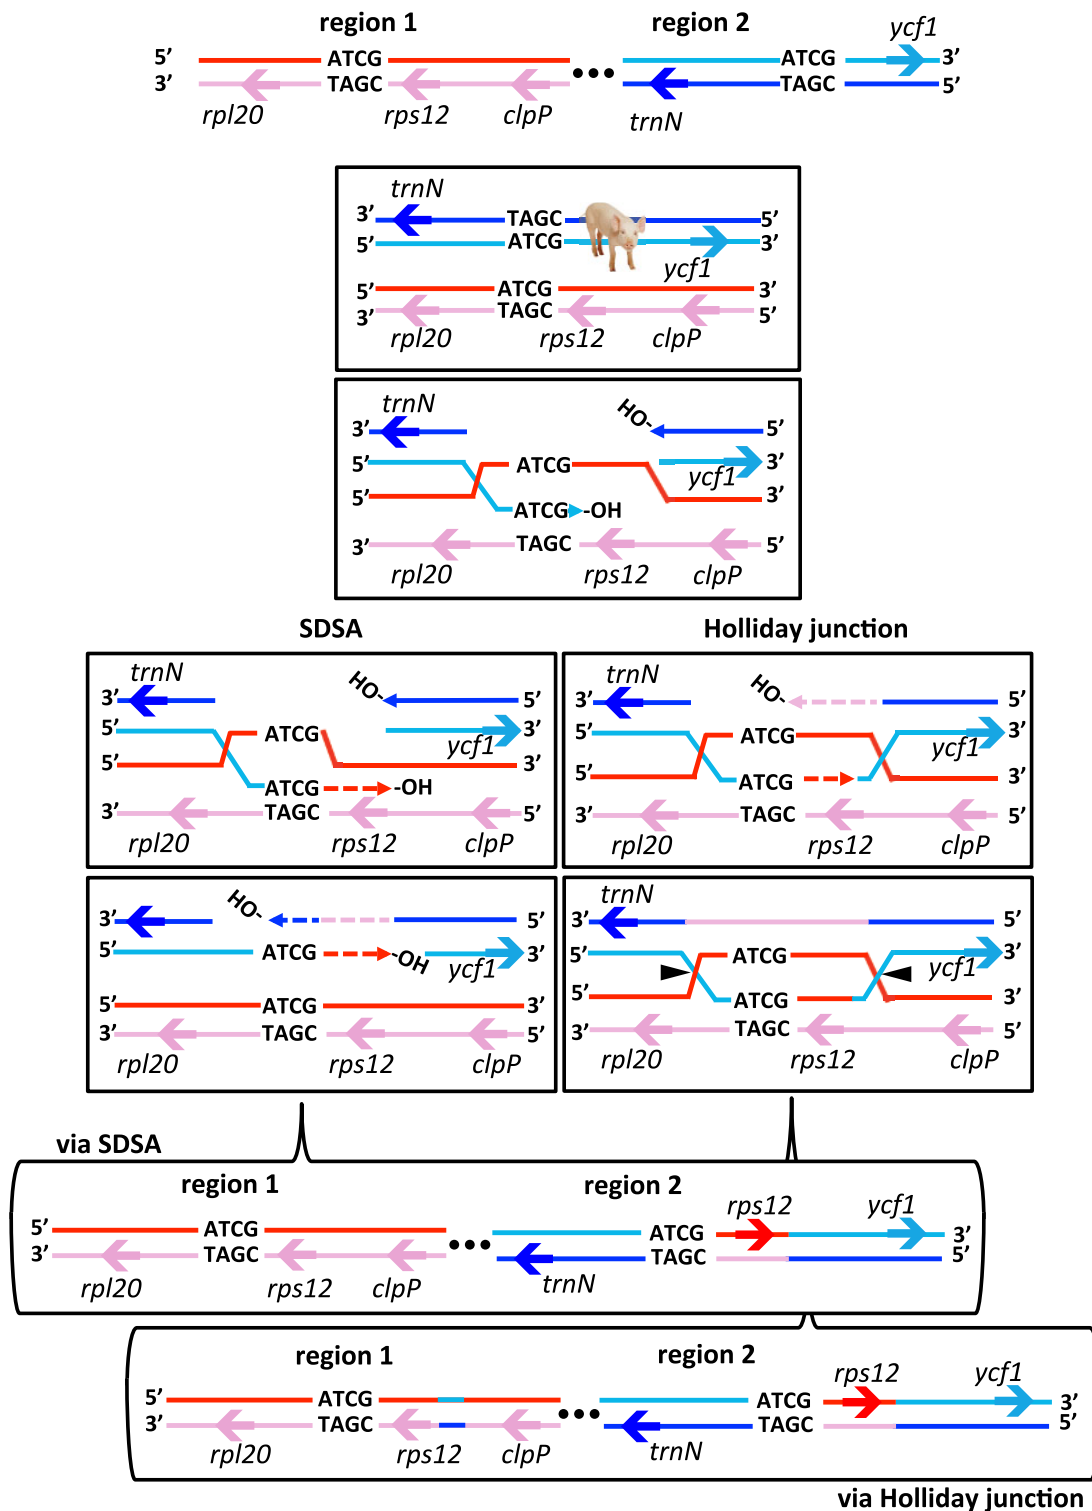 region 1 region 2 ycf1
5’ ATCG 3’
3’ TAGC TAGC 5’
ATCG
rpl20 rps12 clpP trnN
trnN
3’ TAGC 5’
5’ ATCG 3’
ycf1
5’ ATCG 3’
3’ TAGC 5’
rpl20 rps12 clpP
trnN HO-
3’ 5’
5’ ATCG ycf1 3’
5’ 3’
ATCG -OH
3’ TAGC 5’
rpl20 rps12 clpP
SDSA Holliday junction
trnN HO-
3’ 5’
5’ ATCG ycf1 3’
5’ 3’
ATCG -OH
3’ TAGC 5’
rpl20 rps12 clpP
trnN HO-
3’ 5’
5’ ATCG ycf1 3’
5’ 3’
ATCG
3’ TAGC 5’
rpl20 rps12 clpP
HO-
3’ 5’
5’ ATCG -OH ycf1 3’
5’ ATCG 3’
3’ TAGC 5’
rpl20 rps12 clpP
trnN
3’ 5’
5’ ATCG ycf1 3’
5’ 3’
ATCG
3’ TAGC 5’
rpl20 rps12 clpP
via SDSA
region 1 region 2
rps12 ycf1
5’ ATCG ATCG 3’
3’ TAGC TAGC 5’
rpl20 rps12 clpP trnN
region 1 region 2
rps12 ycf1
5’ ATCG ATCG 3’
3’ TAGC TAGC 5’
rpl20 rps12 clpP trnN
via Holliday junction